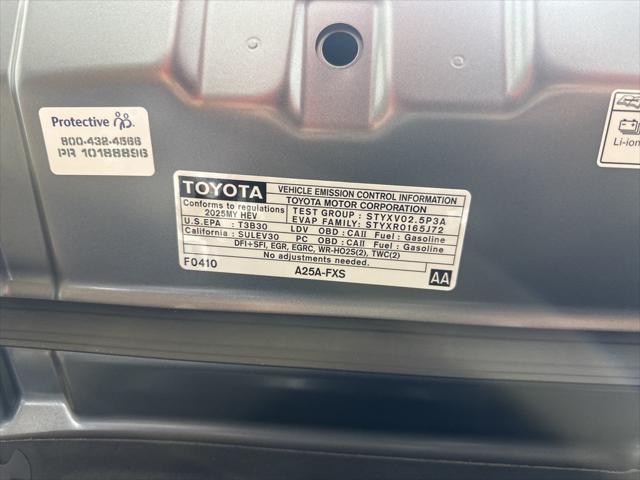 Protective
800-432-4566
PR 10188896
TOYOTA
VEHICLE EMISSION CONTROL INFORMATION
TOYOTA MOTOR CORPORATION
Conforms to regulations
2025MY HEV
TEST GROUP : STYXV02.5P3A
EVAP FAMILY: STYXR0165J72
U.S.EPA : T3B30 LDV OBD : CAII Fuel : Gasoline
California : SULEV30 PC OBD : CAII Fuel : Gasoline
DFI+SFI, EGR, EGRC, WR-HO2S(2), TWC(2)
No adjustments needed.
F0410 A25A-FXS AA
Li-ion